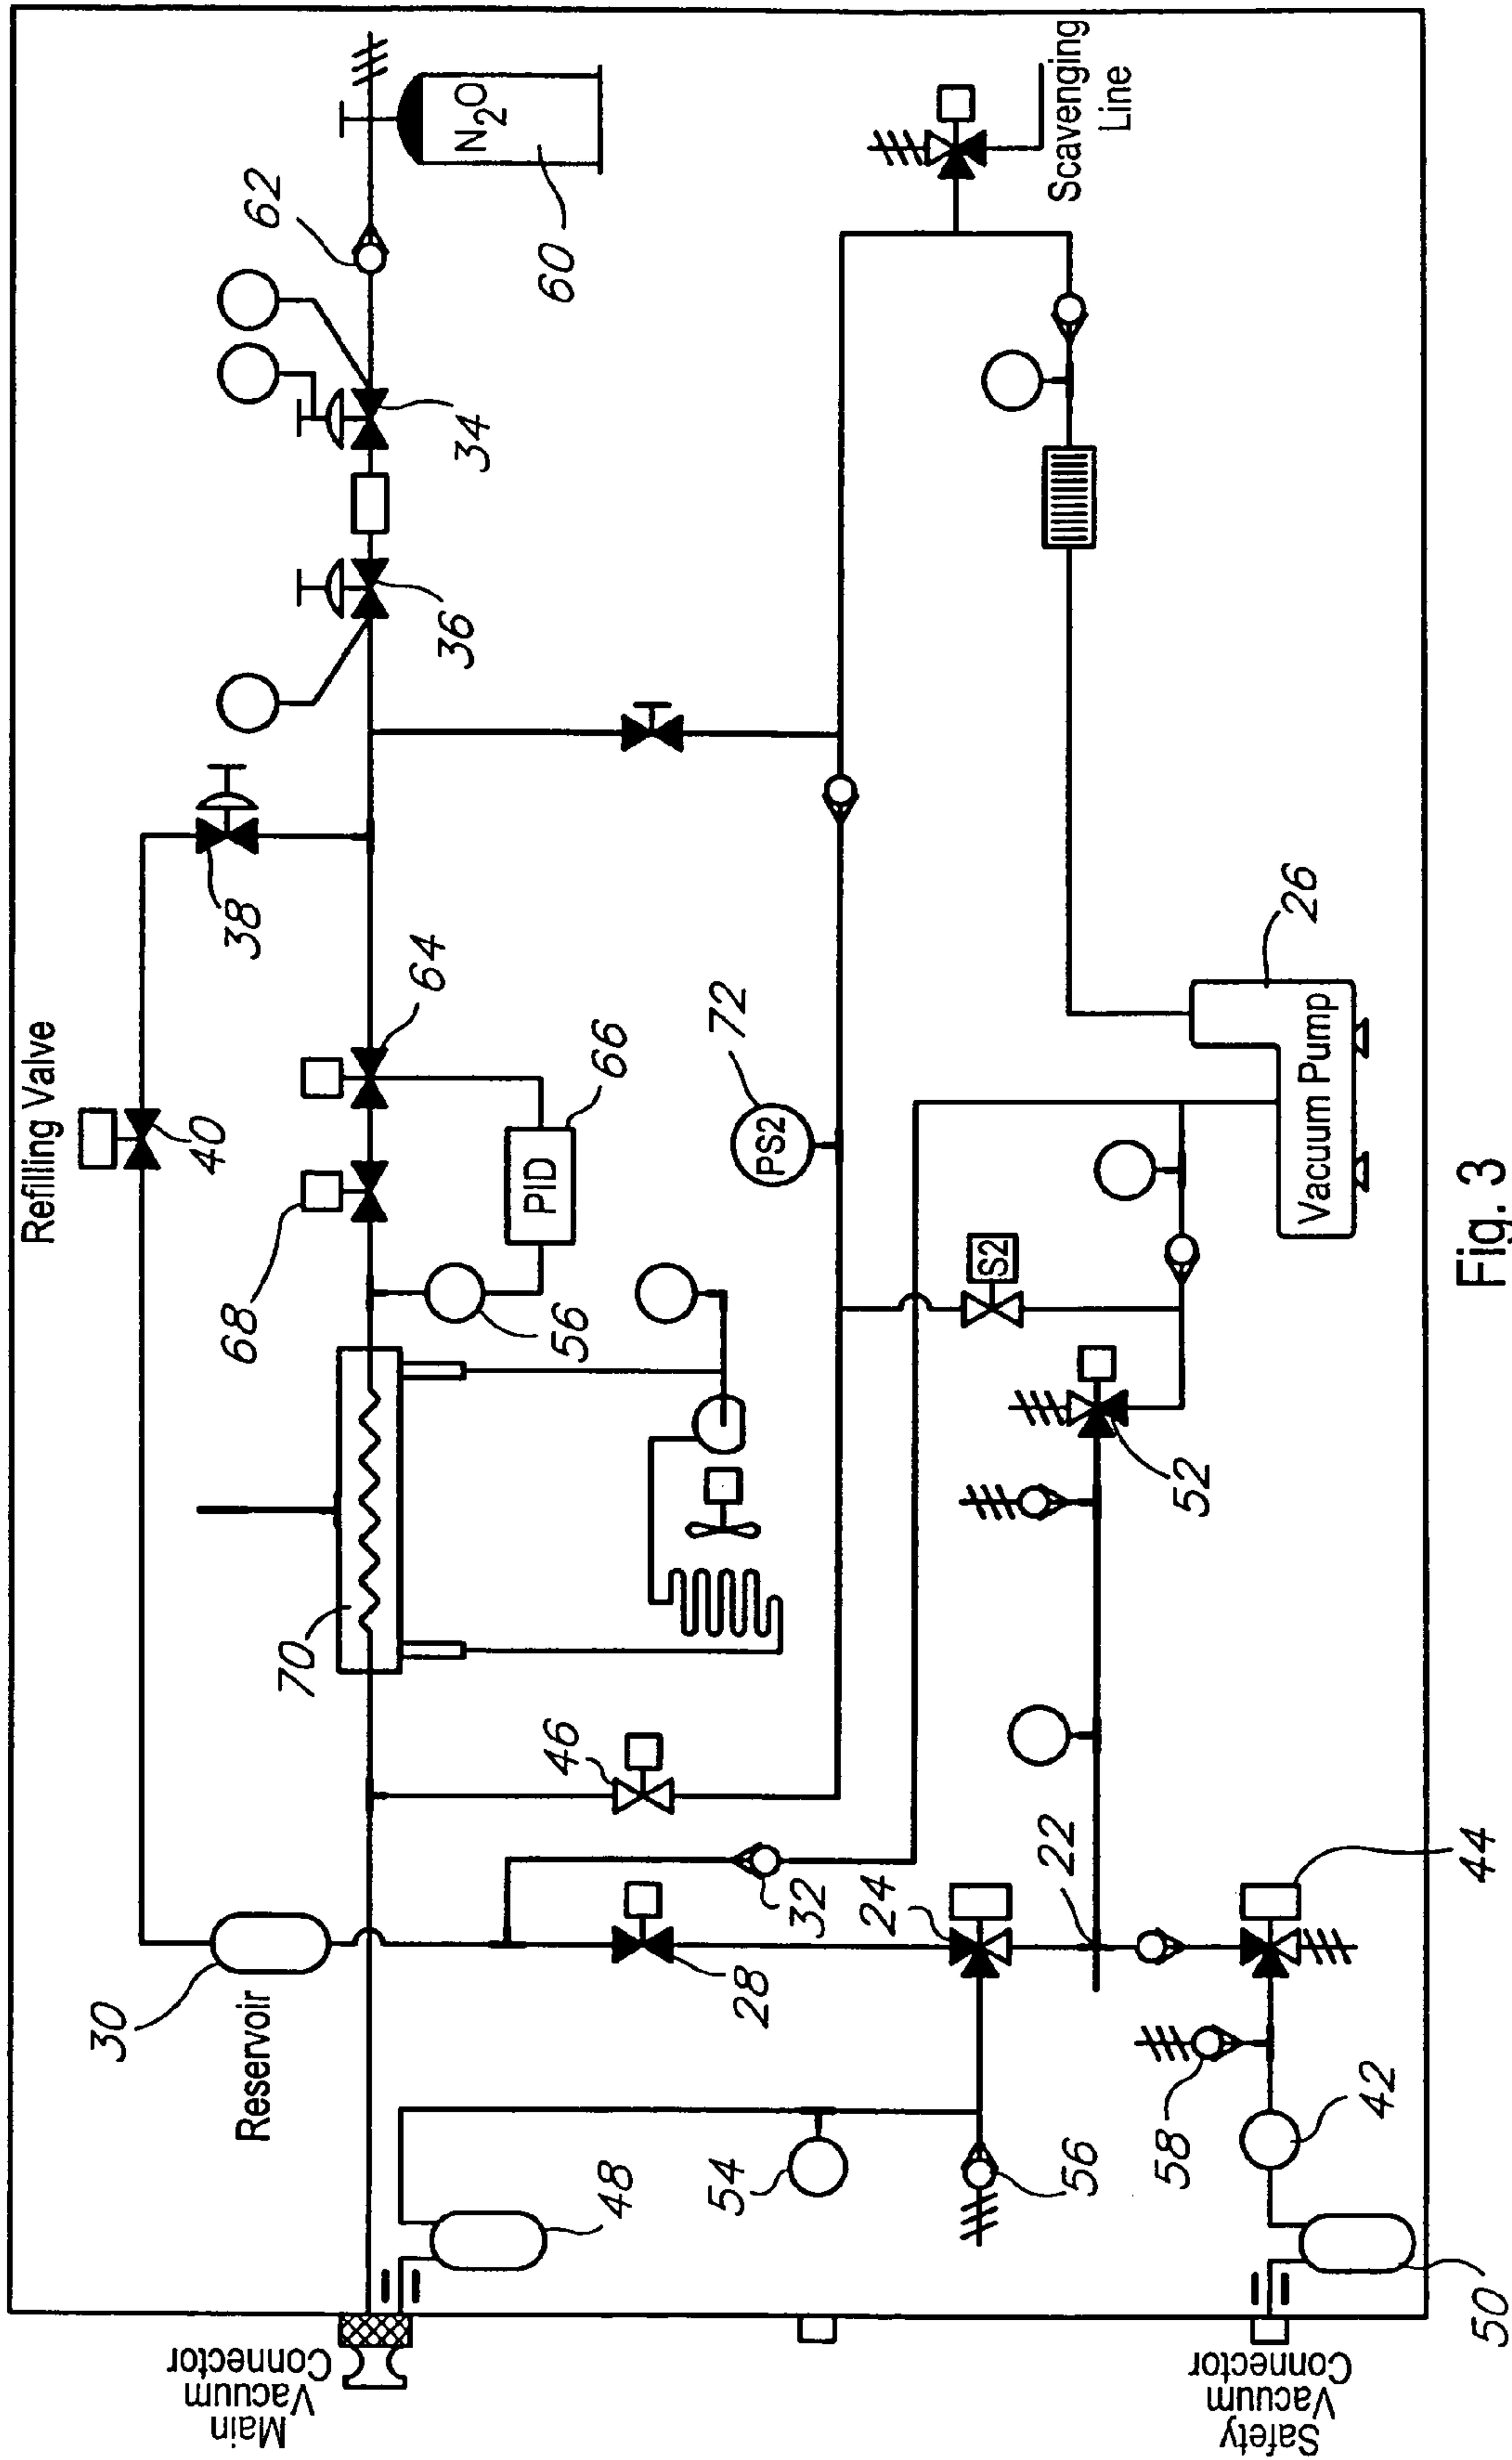 Refilling Valve
40
38
62
N₂O
60
34
36
64
68
66
PID
56
70
30
Reservoir
Main
Vacuum
Connector
48
46
28
32
72
PS2
S2
Scavenging
Line
26
Vacuum Pump
52
22
24
54
56
58
42
44
50
Safety
Vacuum
Connector
Fig. 3